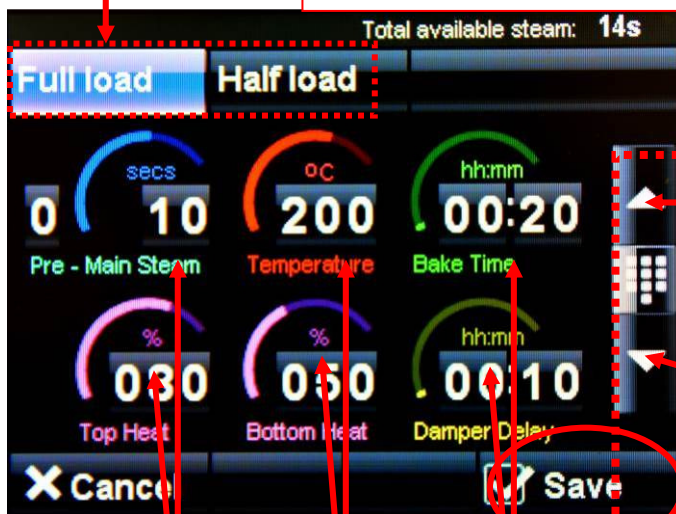 Total available steam: 14s
Full load Half load
secs °C hh:mm
0 10 200 00:20
Pre - Main Steam Temperature Bake Time
% % hh:mm
080 050 00:10
Top Heat Bottom Heat Damper Delay
Cancel Save